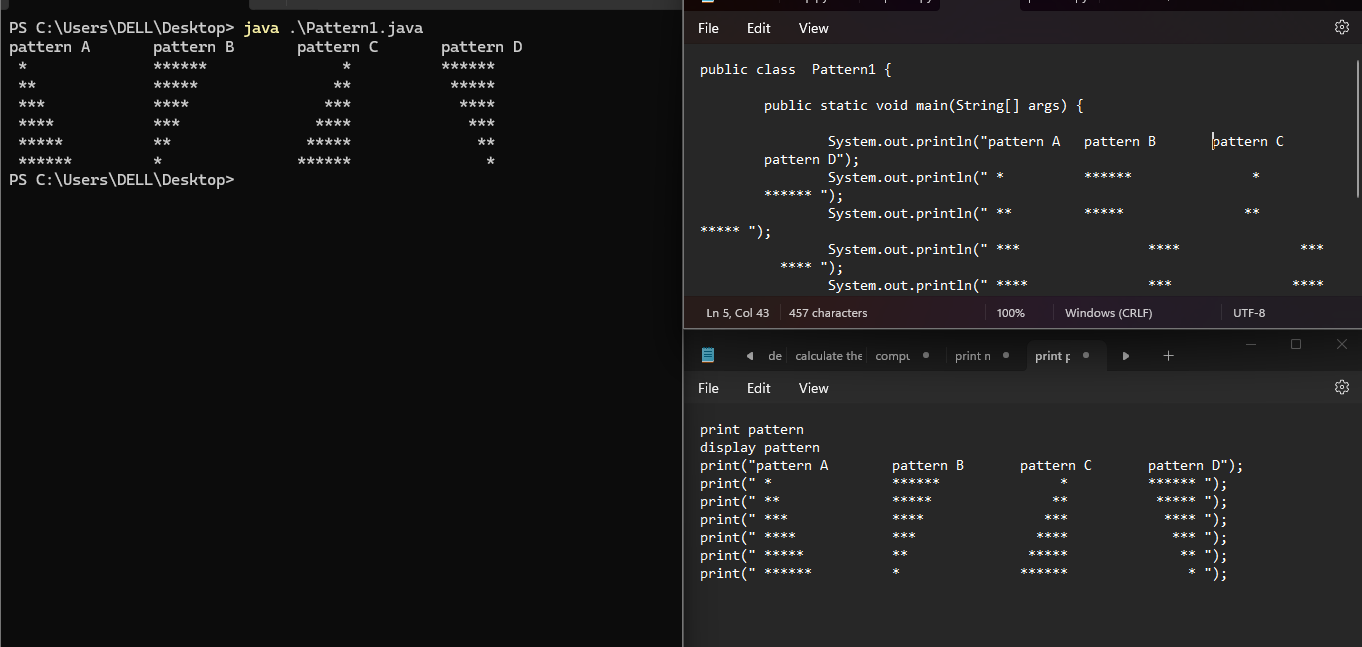 PS C:\Users\DELL\Desktop> java .\Pattern1.java
pattern A       pattern B       pattern C       pattern D
 *              ******               *          ******
 **             *****               **           *****
 ***            ****               ***            ****
 ****           ***               ****             ***
 *****          **               *****              **
 ******         *               ******               *
PS C:\Users\DELL\Desktop>
File Edit View
public class  Pattern1 {
public static void main(String[] args) {
System.out.println("pattern A   pattern B       pattern C
pattern D");
System.out.println(" *          ******               *
****** ");
System.out.println(" **         *****               **
***** ");
System.out.println(" ***                ****               ***
**** ");
System.out.println(" ****               ***               ****
Ln 5, Col 43 457 characters 100% Windows (CRLF) UTF-8
de calculate the compu print n print p
File Edit View
print pattern
display pattern
print("pattern A        pattern B       pattern C       pattern D");
print(" *               ******               *          ****** ");
print(" **              *****               **           ***** ");
print(" ***             ****               ***            **** ");
print(" ****            ***               ****             *** ");
print(" *****           **               *****              ** ");
print(" ******          *               ******               * ");